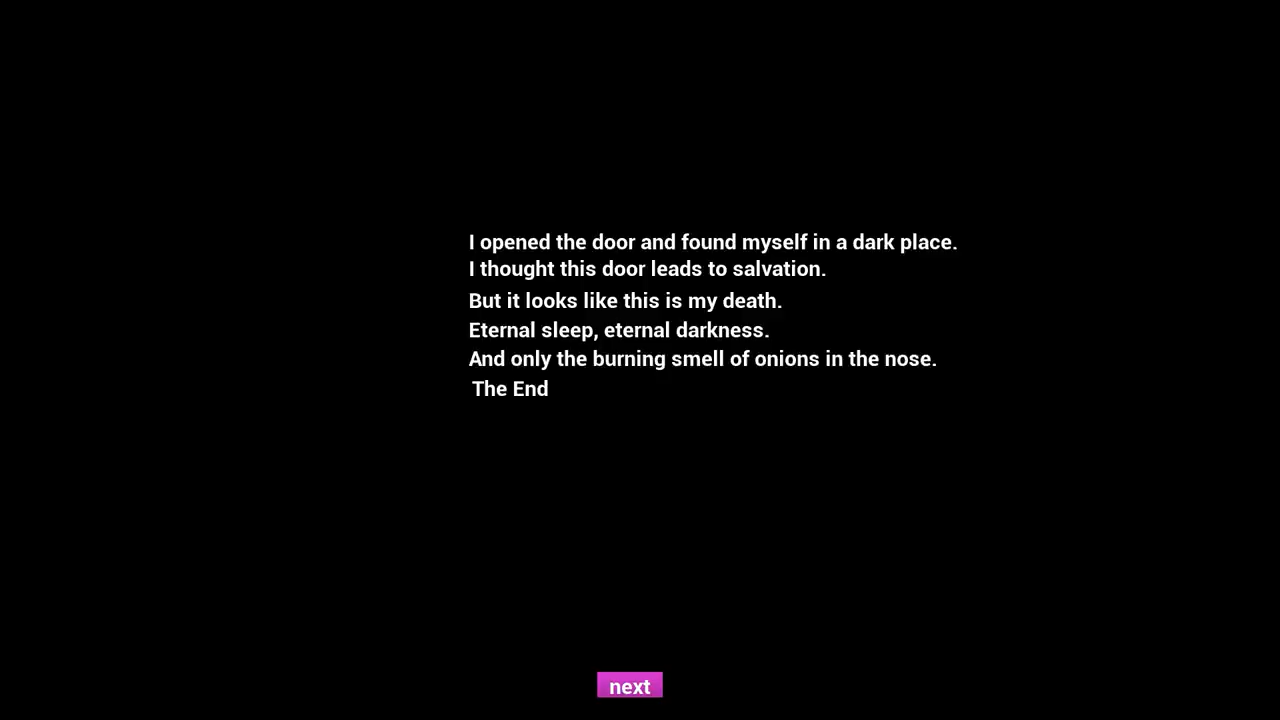 I opened the door and found myself in a dark place.
I thought this door leads to salvation.
But it looks like this is my death.
Eternal sleep, eternal darkness.
And only the burning smell of onions in the nose.
The End
next